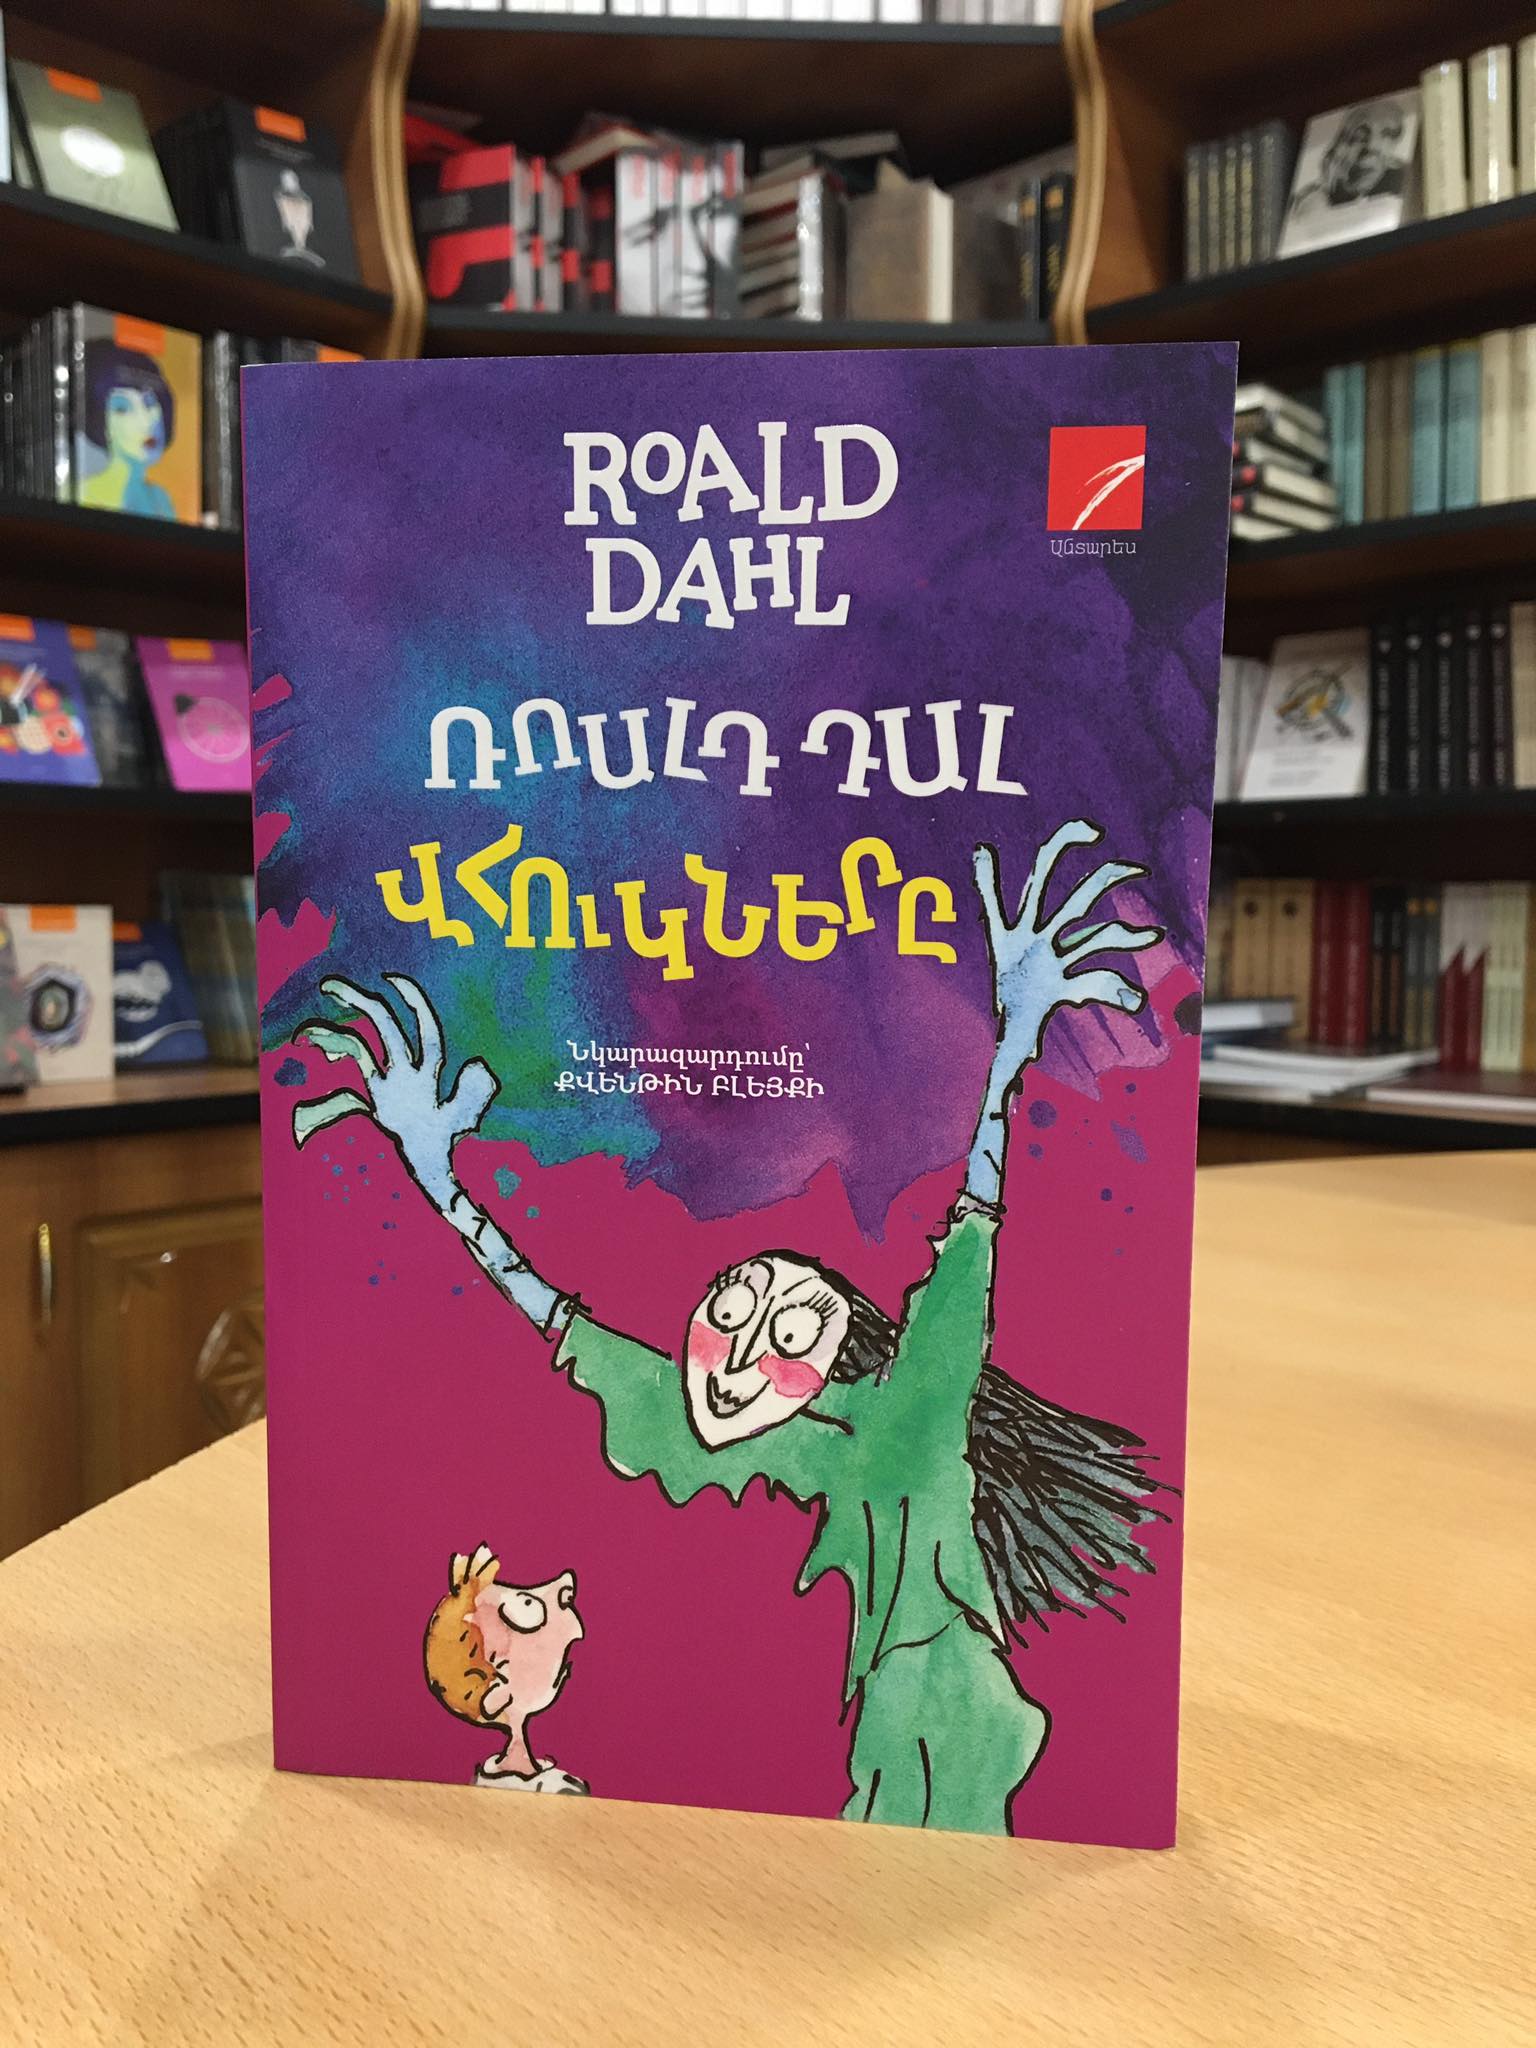 ROALD
DAHL
Անտարես
ՌՈԱԼԴ ԴԱԼ
ՎՀՈՒԿՆԵՐԸ
Նկարազարդումը՝
ՔՎԵՆԹԻՆ ԲԼԵՅՔԻ